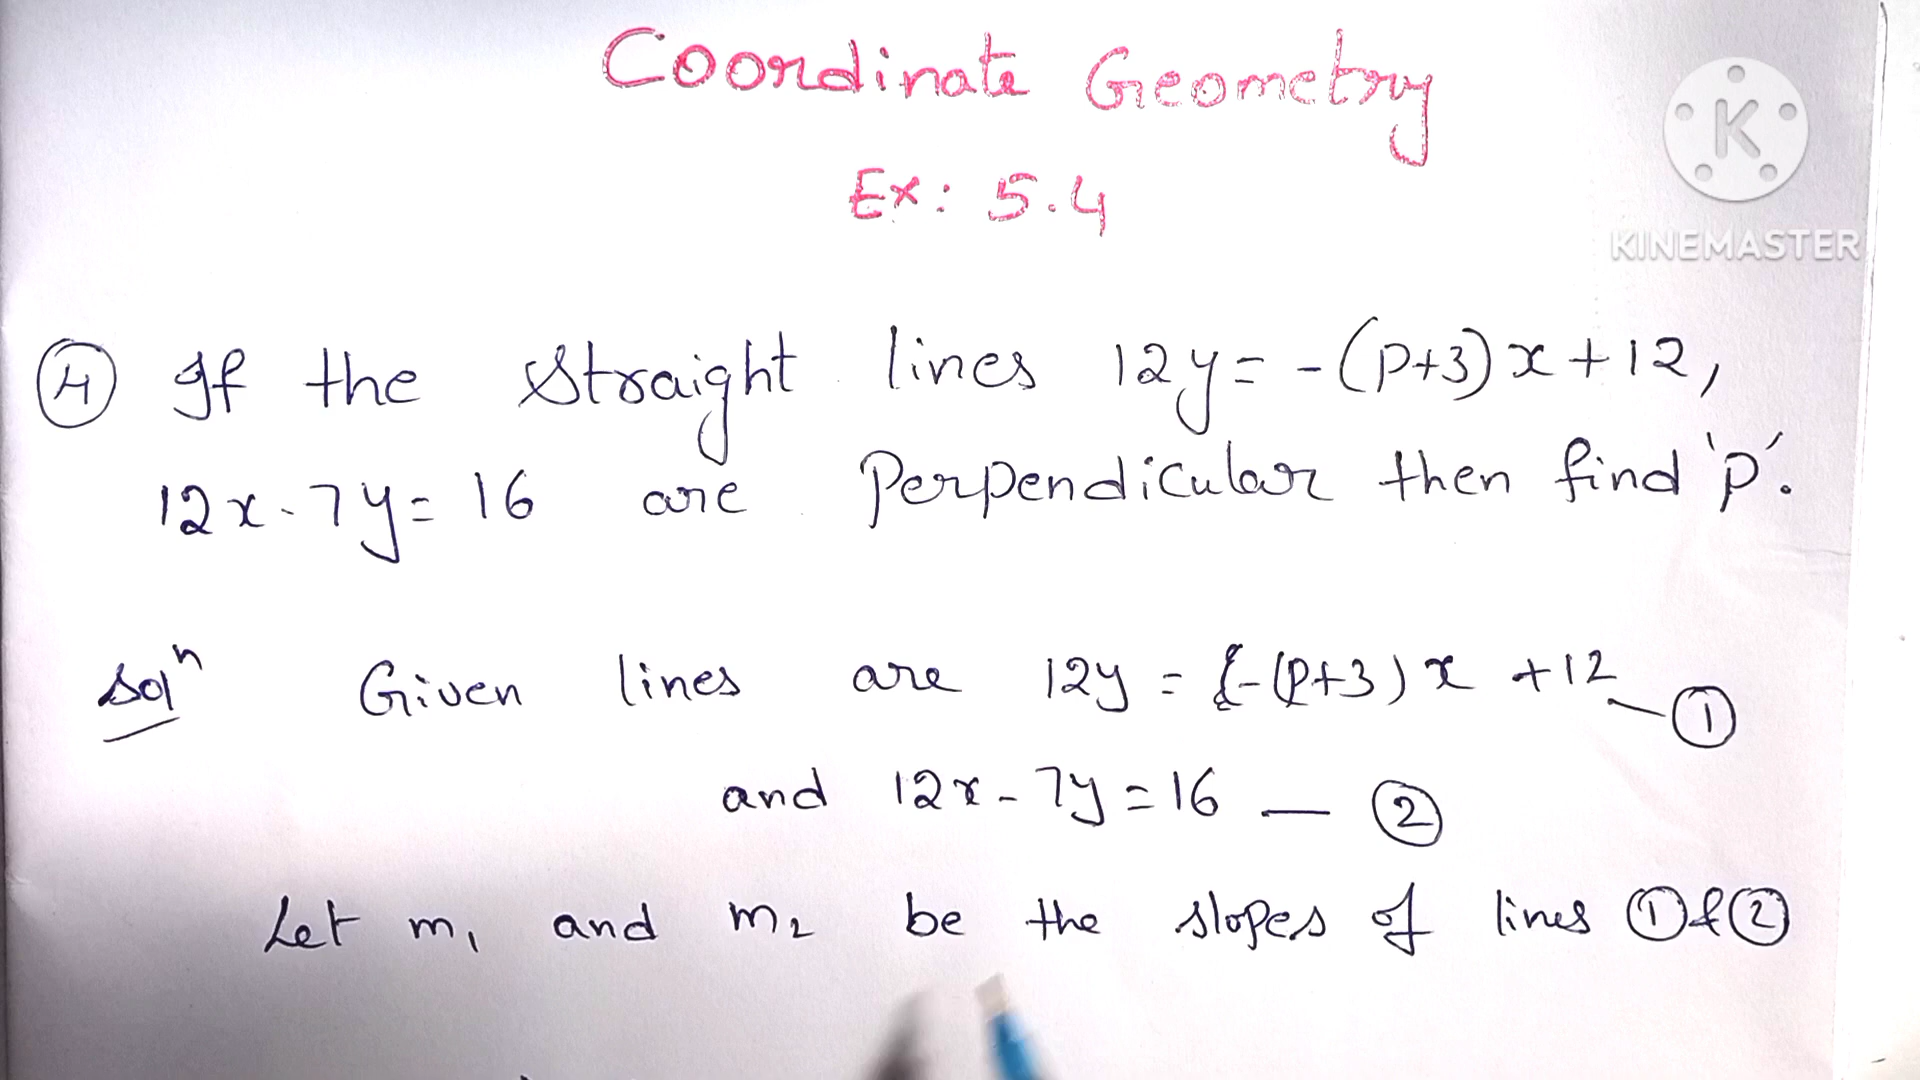 Coordinate Geometry
Ex: 5.4
K
KINEMASTER
④ If the straight lines 12y = -(p+3)x + 12,
12x - 7y = 16 are Perpendicular then find 'p'.
Solⁿ Given lines are 12y = {-(p+3)x + 12 — ①
and 12x - 7y = 16 — ②
Let m₁ and m₂ be the slopes of lines ① & ②